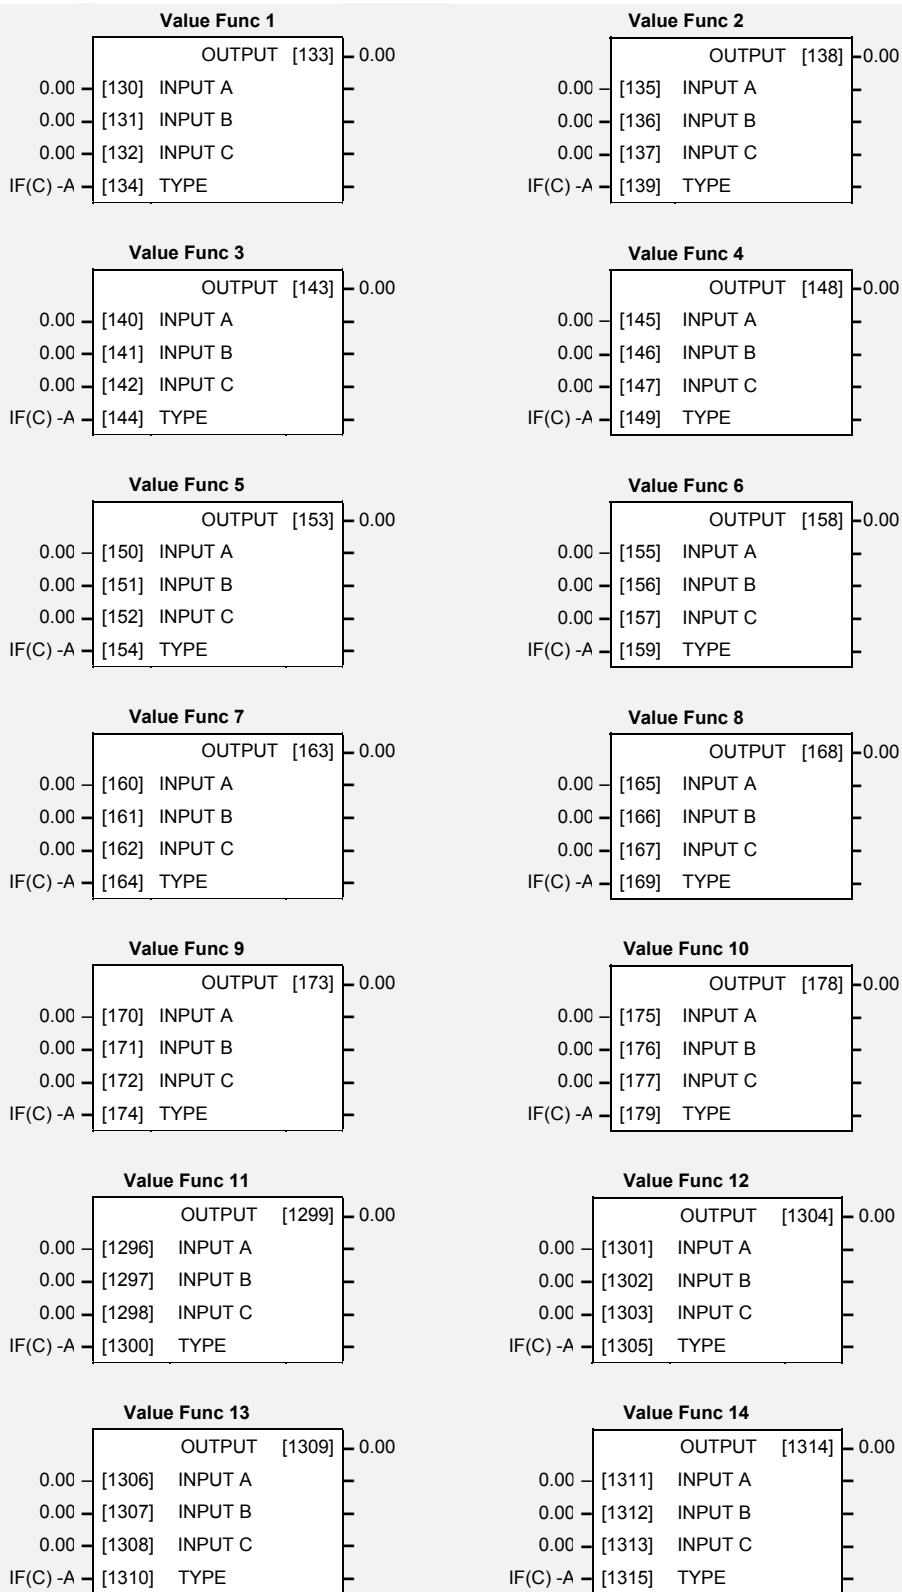 Value Func 1
OUTPUT [133] 0.00
0.00 [130] INPUT A
0.00 [131] INPUT B
0.00 [132] INPUT C
IF(C) -A [134] TYPE
Value Func 2
OUTPUT [138] 0.00
0.00 [135] INPUT A
0.00 [136] INPUT B
0.00 [137] INPUT C
IF(C) -A [139] TYPE
Value Func 3
OUTPUT [143] 0.00
0.00 [140] INPUT A
0.00 [141] INPUT B
0.00 [142] INPUT C
IF(C) -A [144] TYPE
Value Func 4
OUTPUT [148] 0.00
0.00 [145] INPUT A
0.00 [146] INPUT B
0.00 [147] INPUT C
IF(C) -A [149] TYPE
Value Func 5
OUTPUT [153] 0.00
0.00 [150] INPUT A
0.00 [151] INPUT B
0.00 [152] INPUT C
IF(C) -A [154] TYPE
Value Func 6
OUTPUT [158] 0.00
0.00 [155] INPUT A
0.00 [156] INPUT B
0.00 [157] INPUT C
IF(C) -A [159] TYPE
Value Func 7
OUTPUT [163] 0.00
0.00 [160] INPUT A
0.00 [161] INPUT B
0.00 [162] INPUT C
IF(C) -A [164] TYPE
Value Func 8
OUTPUT [168] 0.00
0.00 [165] INPUT A
0.00 [166] INPUT B
0.00 [167] INPUT C
IF(C) -A [169] TYPE
Value Func 9
OUTPUT [173] 0.00
0.00 [170] INPUT A
0.00 [171] INPUT B
0.00 [172] INPUT C
IF(C) -A [174] TYPE
Value Func 10
OUTPUT [178] 0.00
0.00 [175] INPUT A
0.00 [176] INPUT B
0.00 [177] INPUT C
IF(C) -A [179] TYPE
Value Func 11
OUTPUT [1299] 0.00
0.00 [1296] INPUT A
0.00 [1297] INPUT B
0.00 [1298] INPUT C
IF(C) -A [1300] TYPE
Value Func 12
OUTPUT [1304] 0.00
0.00 [1301] INPUT A
0.00 [1302] INPUT B
0.00 [1303] INPUT C
IF(C) -A [1305] TYPE
Value Func 13
OUTPUT [1309] 0.00
0.00 [1306] INPUT A
0.00 [1307] INPUT B
0.00 [1308] INPUT C
IF(C) -A [1310] TYPE
Value Func 14
OUTPUT [1314] 0.00
0.00 [1311] INPUT A
0.00 [1312] INPUT B
0.00 [1313] INPUT C
IF(C) -A [1315] TYPE